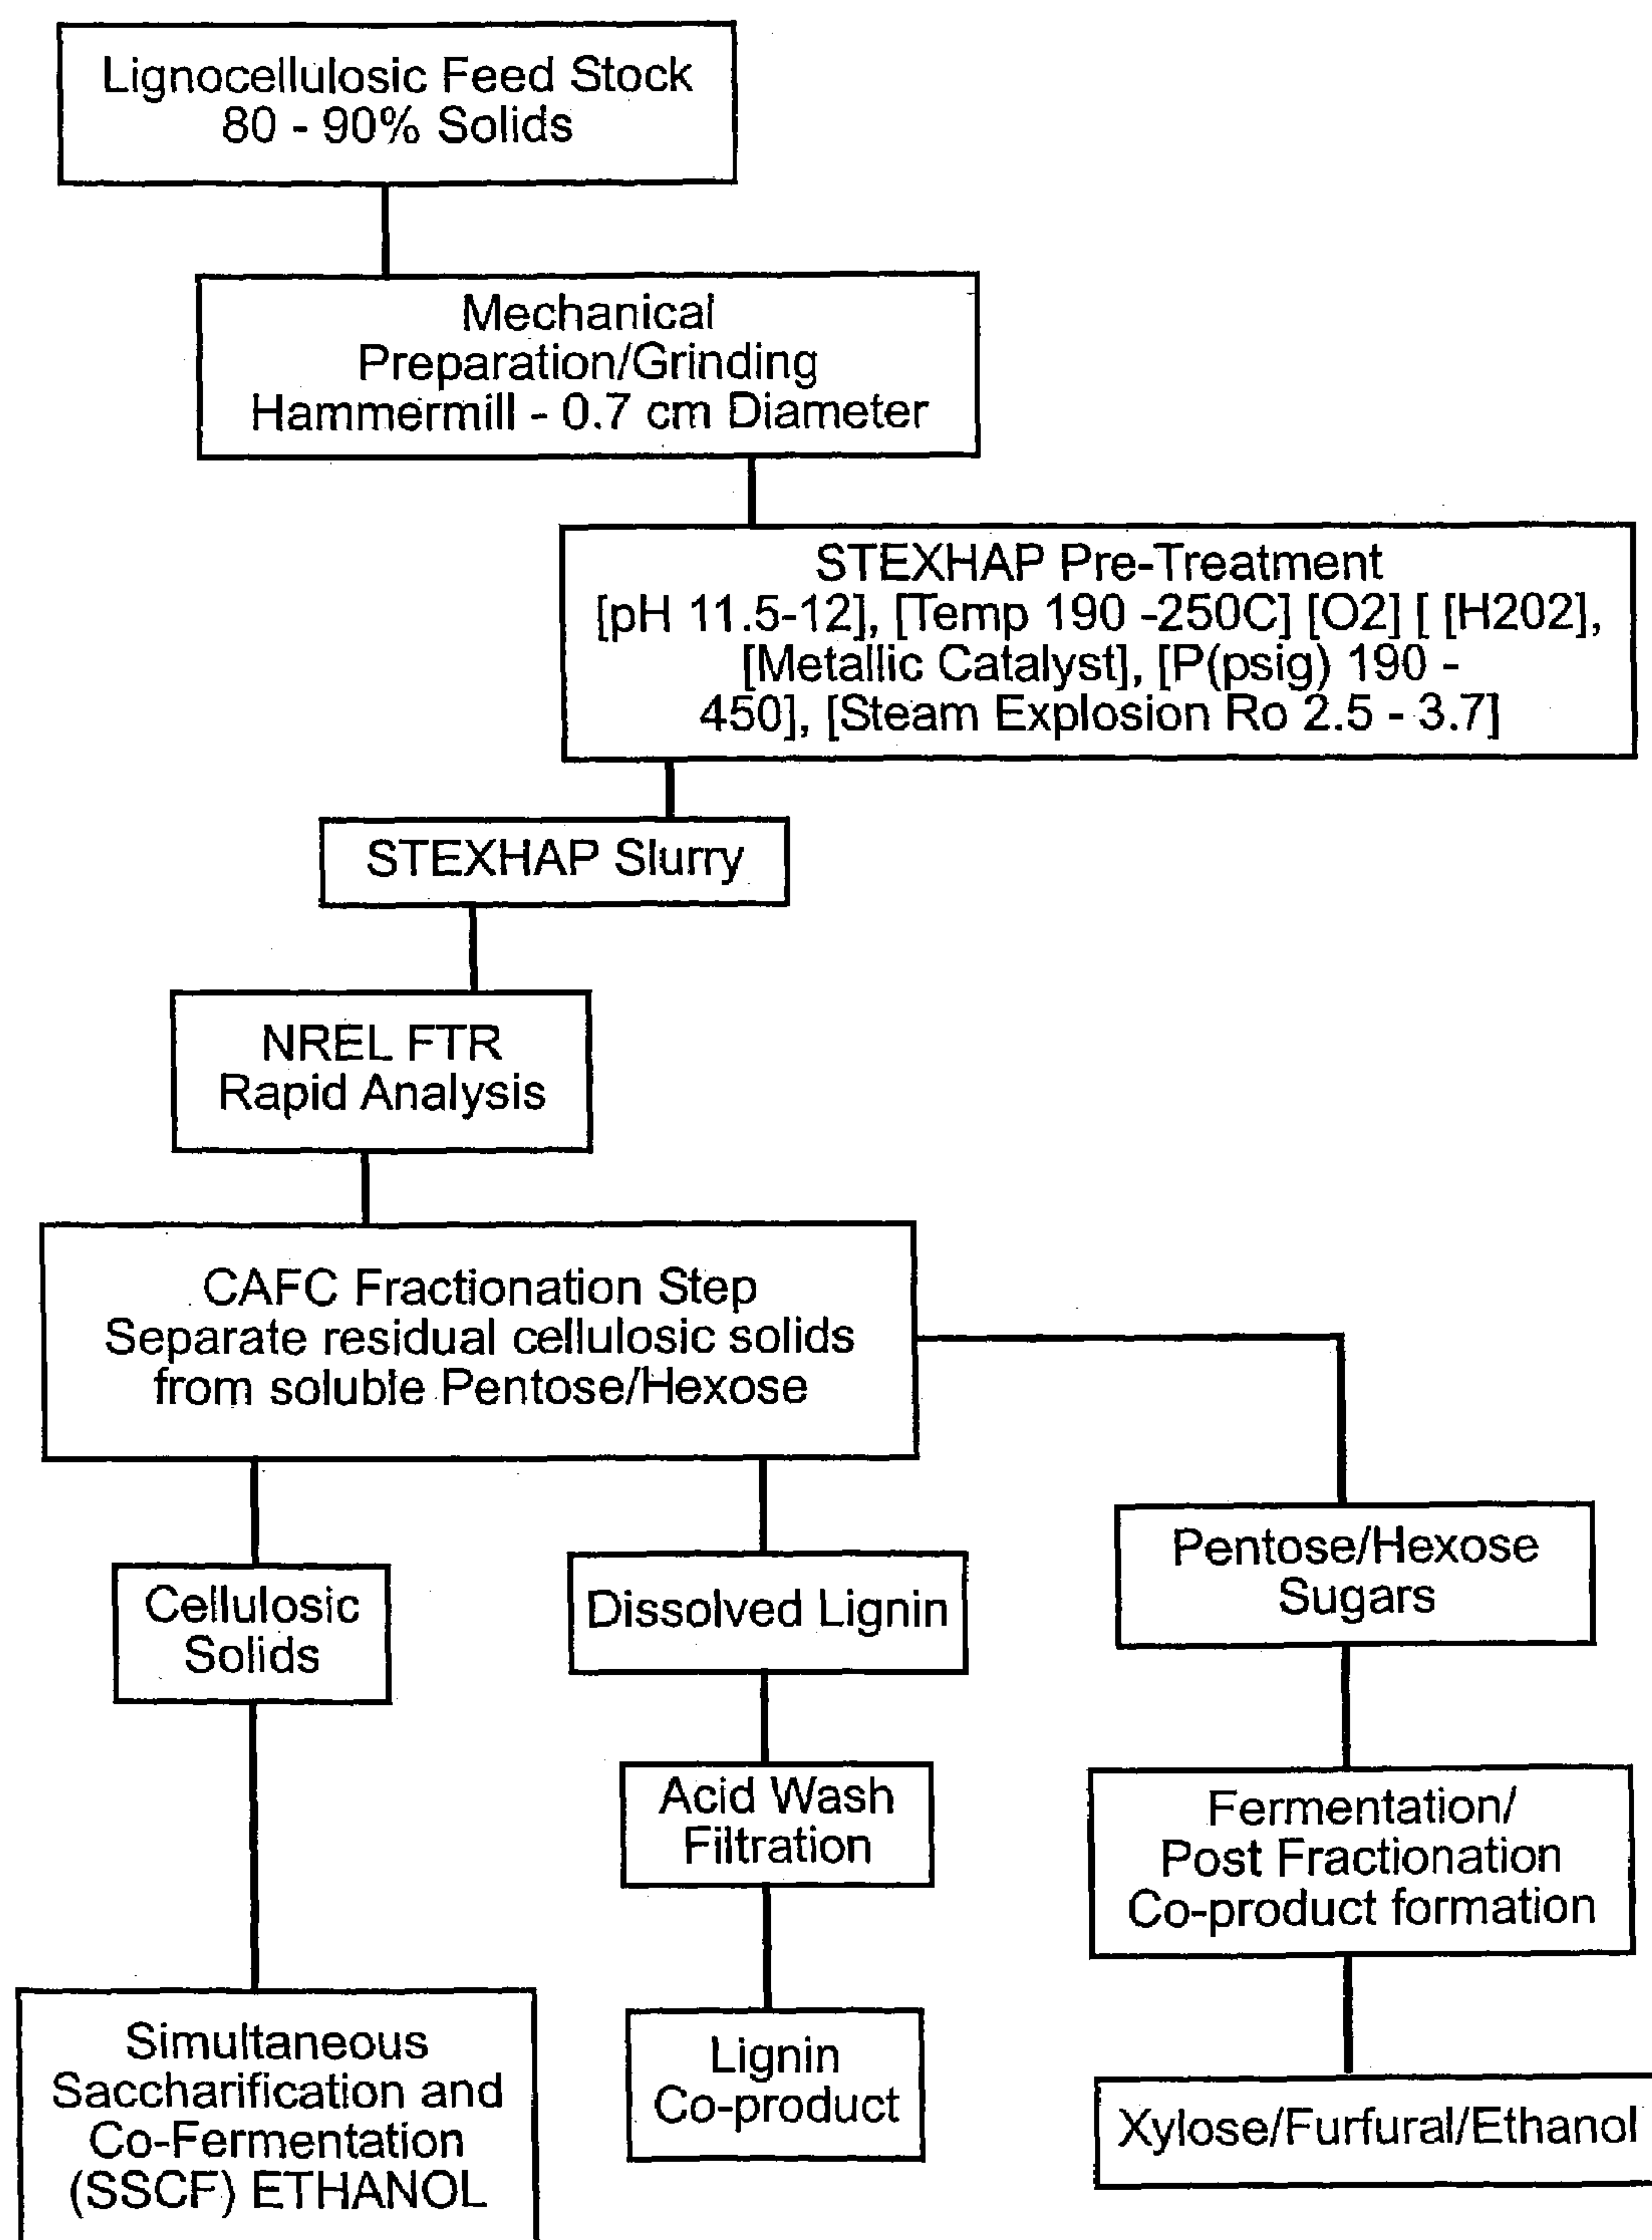 Lignocellulosic Feed Stock
80 - 90% Solids
Mechanical
Preparation/Grinding
Hammermill - 0.7 cm Diameter
STEXHAP Pre-Treatment
[pH 11.5-12], [Temp 190 -250C] [O2] [ [H202],
[Metallic Catalyst], [P(psig) 190 -
450], [Steam Explosion Ro 2.5 - 3.7]
STEXHAP Slurry
NREL FTR
Rapid Analysis
CAFC Fractionation Step
Separate residual cellulosic solids
from soluble Pentose/Hexose
Cellulosic
Solids
Dissolved Lignin
Pentose/Hexose
Sugars
Acid Wash
Filtration
Fermentation/
Post Fractionation
Co-product formation
Simultaneous
Saccharification and
Co-Fermentation
(SSCF) ETHANOL
Lignin
Co-product
Xylose/Furfural/Ethanol